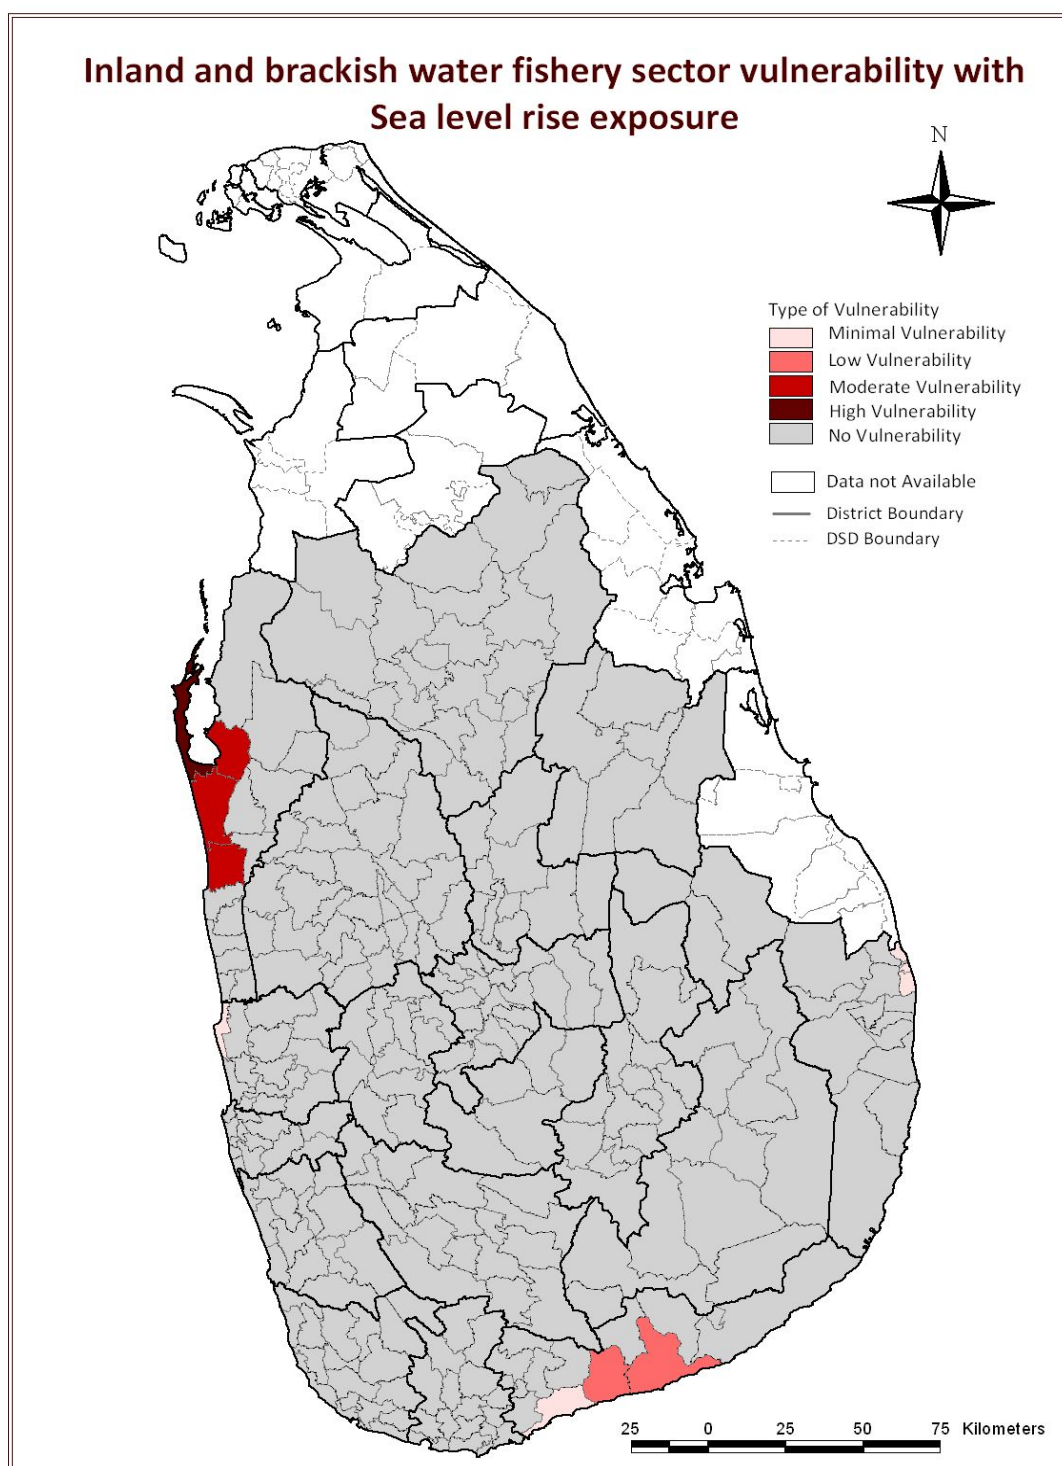 Inland and brackish water fishery sector vulnerability with
Sea level rise exposure
N
Type of Vulnerability
Minimal Vulnerability
Low Vulnerability
Moderate Vulnerability
High Vulnerability
No Vulnerability
Data not Available
District Boundary
DSD Boundary
25 0 25 50 75 Kilometers